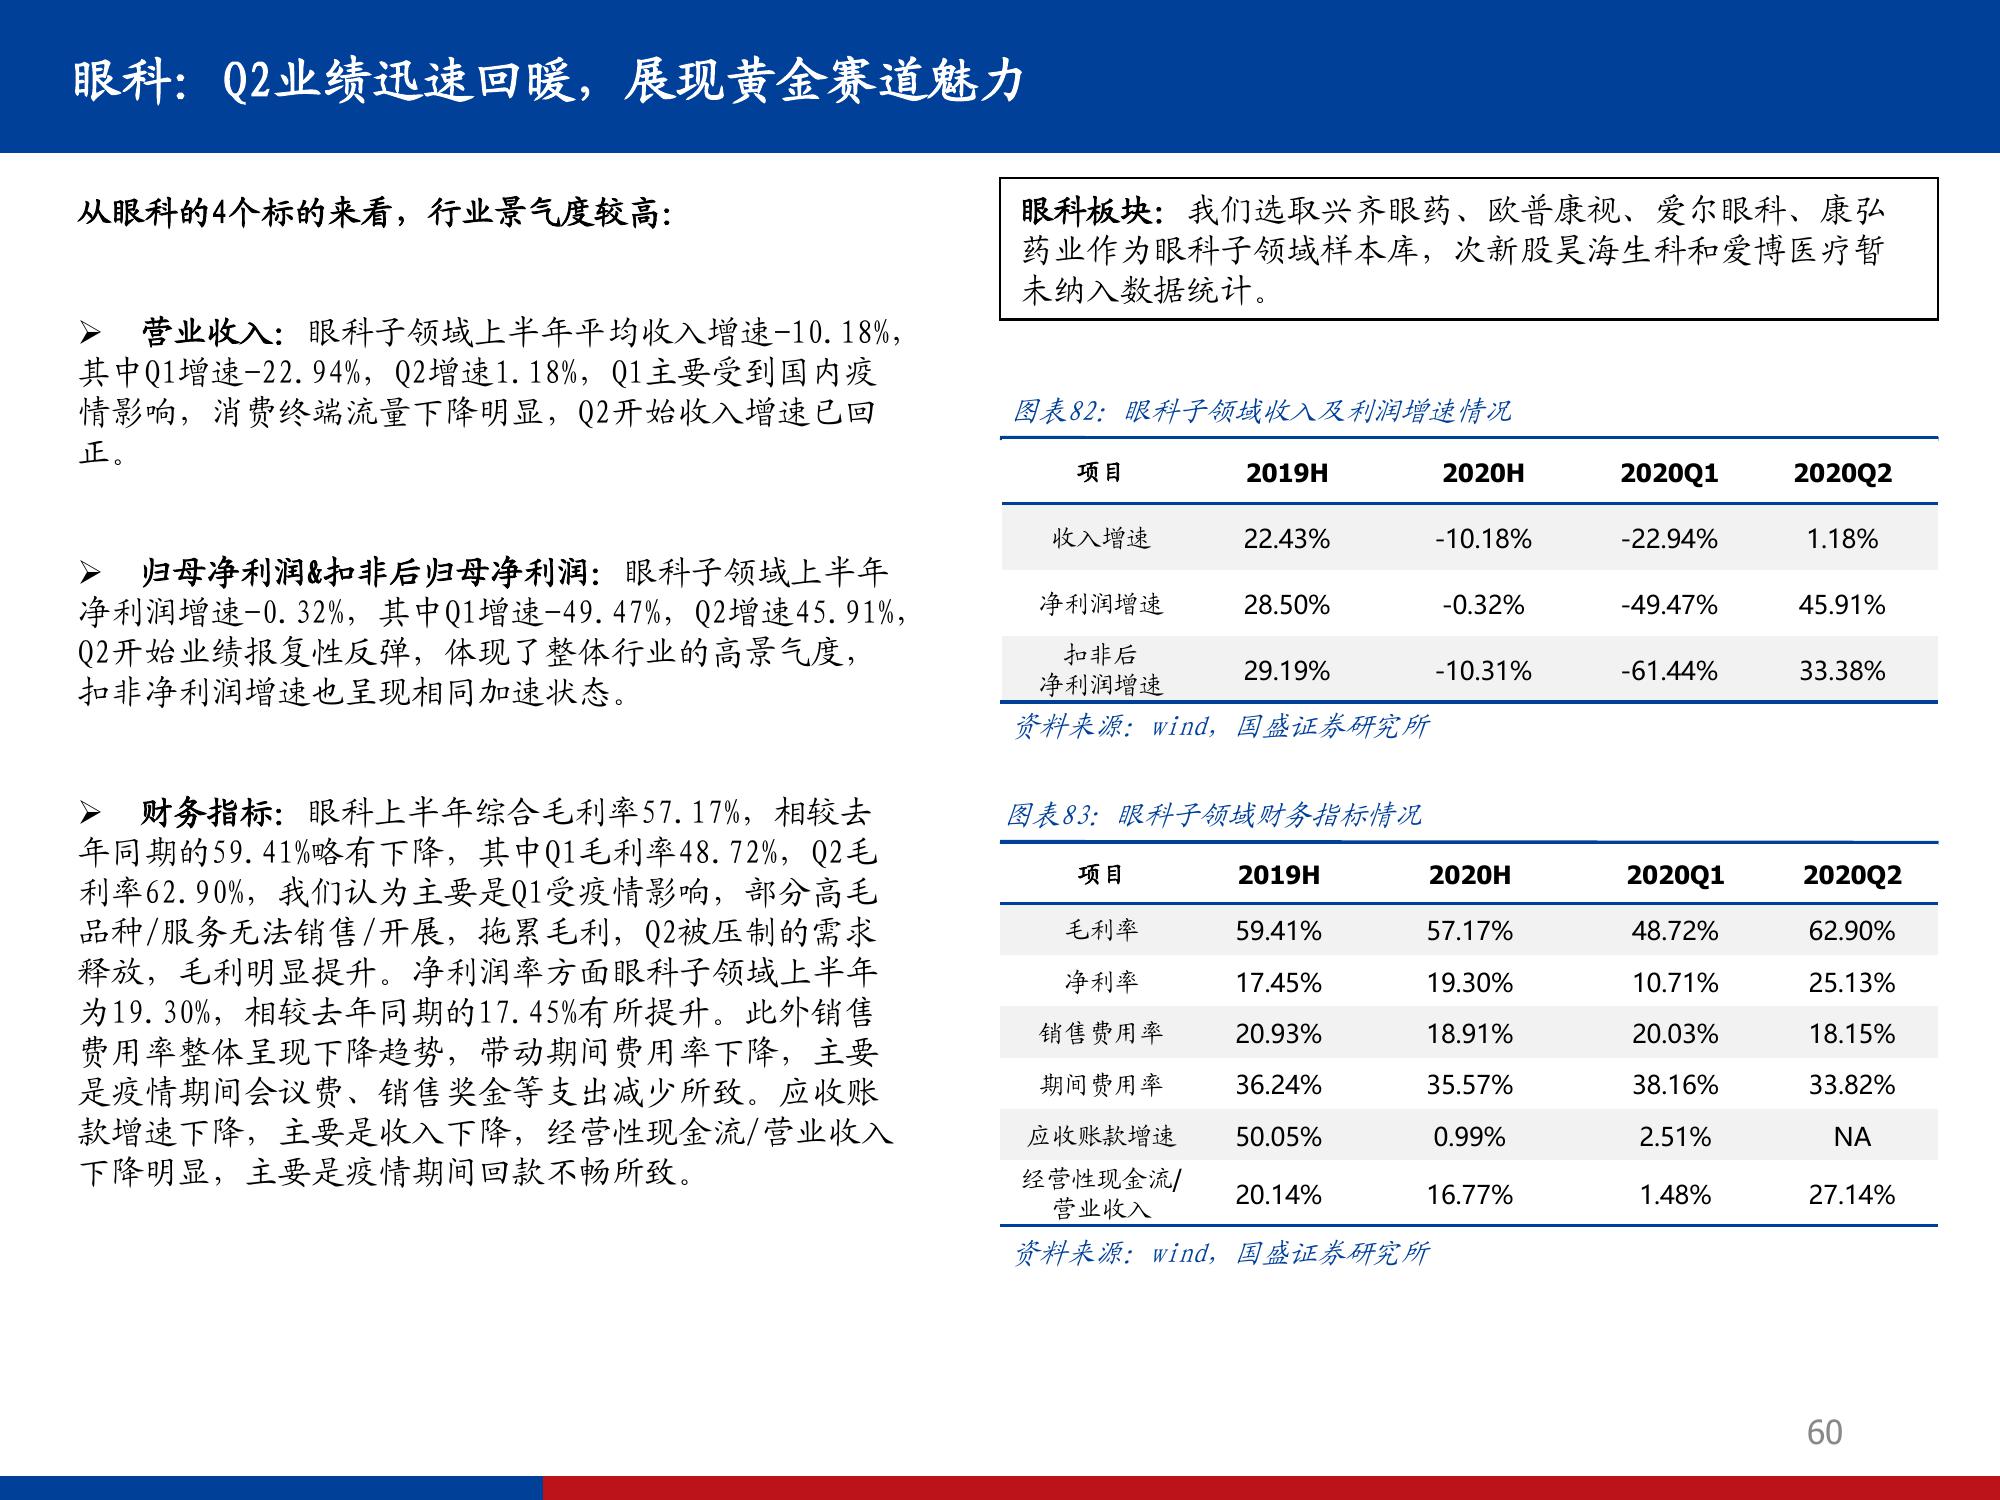 眼科：Q2业绩迅速回暖，展现黄金赛道魅力
从眼科的4个标的来看，行业景气度较高：
➢ 营业收入：眼科子领域上半年平均收入增速-10.18%，
其中Q1增速-22.94%，Q2增速1.18%，Q1主要受到国内疫
情影响，消费终端流量下降明显，Q2开始收入增速已回
正。
➢ 归母净利润&扣非后归母净利润：眼科子领域上半年
净利润增速-0.32%，其中Q1增速-49.47%，Q2增速45.91%，
Q2开始业绩报复性反弹，体现了整体行业的高景气度，
扣非净利润增速也呈现相同加速状态。
➢ 财务指标：眼科上半年综合毛利率57.17%，相较去
年同期的59.41%略有下降，其中Q1毛利率48.72%，Q2毛
利率62.90%，我们认为主要是Q1受疫情影响，部分高毛
品种/服务无法销售/开展，拖累毛利，Q2被压制的需求
释放，毛利明显提升。净利润率方面眼科子领域上半年
为19.30%，相较去年同期的17.45%有所提升。此外销售
费用率整体呈现下降趋势，带动期间费用率下降，主要
是疫情期间会议费、销售奖金等支出减少所致。应收账
款增速下降，主要是收入下降，经营性现金流/营业收入
下降明显，主要是疫情期间回款不畅所致。
眼科板块：我们选取兴齐眼药、欧普康视、爱尔眼科、康弘
药业作为眼科子领域样本库，次新股昊海生科和爱博医疗暂
未纳入数据统计。
图表82：眼科子领域收入及利润增速情况
项目 2019H 2020H 2020Q1 2020Q2
收入增速 22.43% -10.18% -22.94% 1.18%
净利润增速 28.50% -0.32% -49.47% 45.91%
扣非后
净利润增速 29.19% -10.31% -61.44% 33.38%
资料来源：wind，国盛证券研究所
图表83：眼科子领域财务指标情况
项目 2019H 2020H 2020Q1 2020Q2
毛利率 59.41% 57.17% 48.72% 62.90%
净利率 17.45% 19.30% 10.71% 25.13%
销售费用率 20.93% 18.91% 20.03% 18.15%
期间费用率 36.24% 35.57% 38.16% 33.82%
应收账款增速 50.05% 0.99% 2.51% NA
经营性现金流/
营业收入 20.14% 16.77% 1.48% 27.14%
资料来源：wind，国盛证券研究所
60